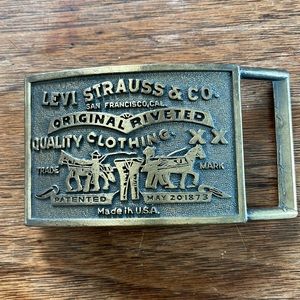 LEVI STRAUSS & CO.
SAN FRANCISCO, CAL.
ORIGINAL RIVETED
QUALITY CLOTHING. XX
TRADE MARK
PATENTED MAY 20 1873
Made in U.S.A.